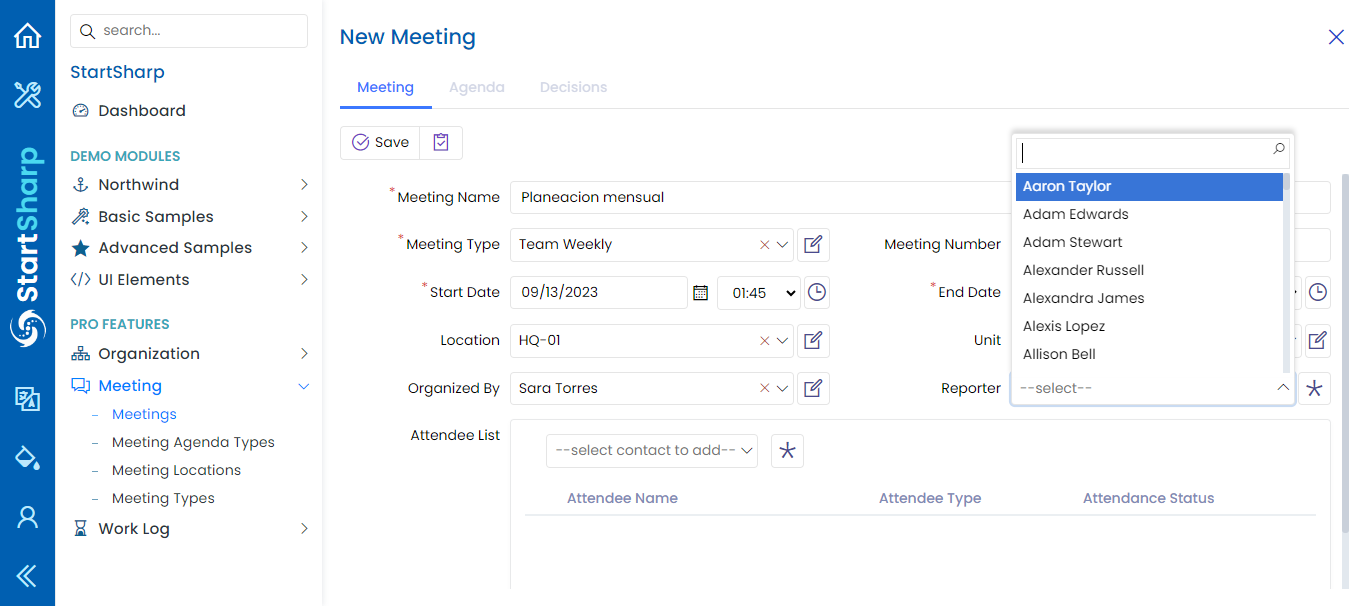 StartSharp
search...
StartSharp
Dashboard
DEMO MODULES
Northwind
Basic Samples
Advanced Samples
UI Elements
PRO FEATURES
Organization
Meeting
Meetings
Meeting Agenda Types
Meeting Locations
Meeting Types
Work Log
New Meeting
Meeting Agenda Decisions
Save
*Meeting Name Planeacion mensual
*Meeting Type Team Weekly
Meeting Number
*Start Date 09/13/2023 01:45
*End Date
Location HQ-01
Unit
Organized By Sara Torres
Reporter --select--
Aaron Taylor
Adam Edwards
Adam Stewart
Alexander Russell
Alexandra James
Alexis Lopez
Allison Bell
Attendee List
--select contact to add--
Attendee Name Attendee Type Attendance Status